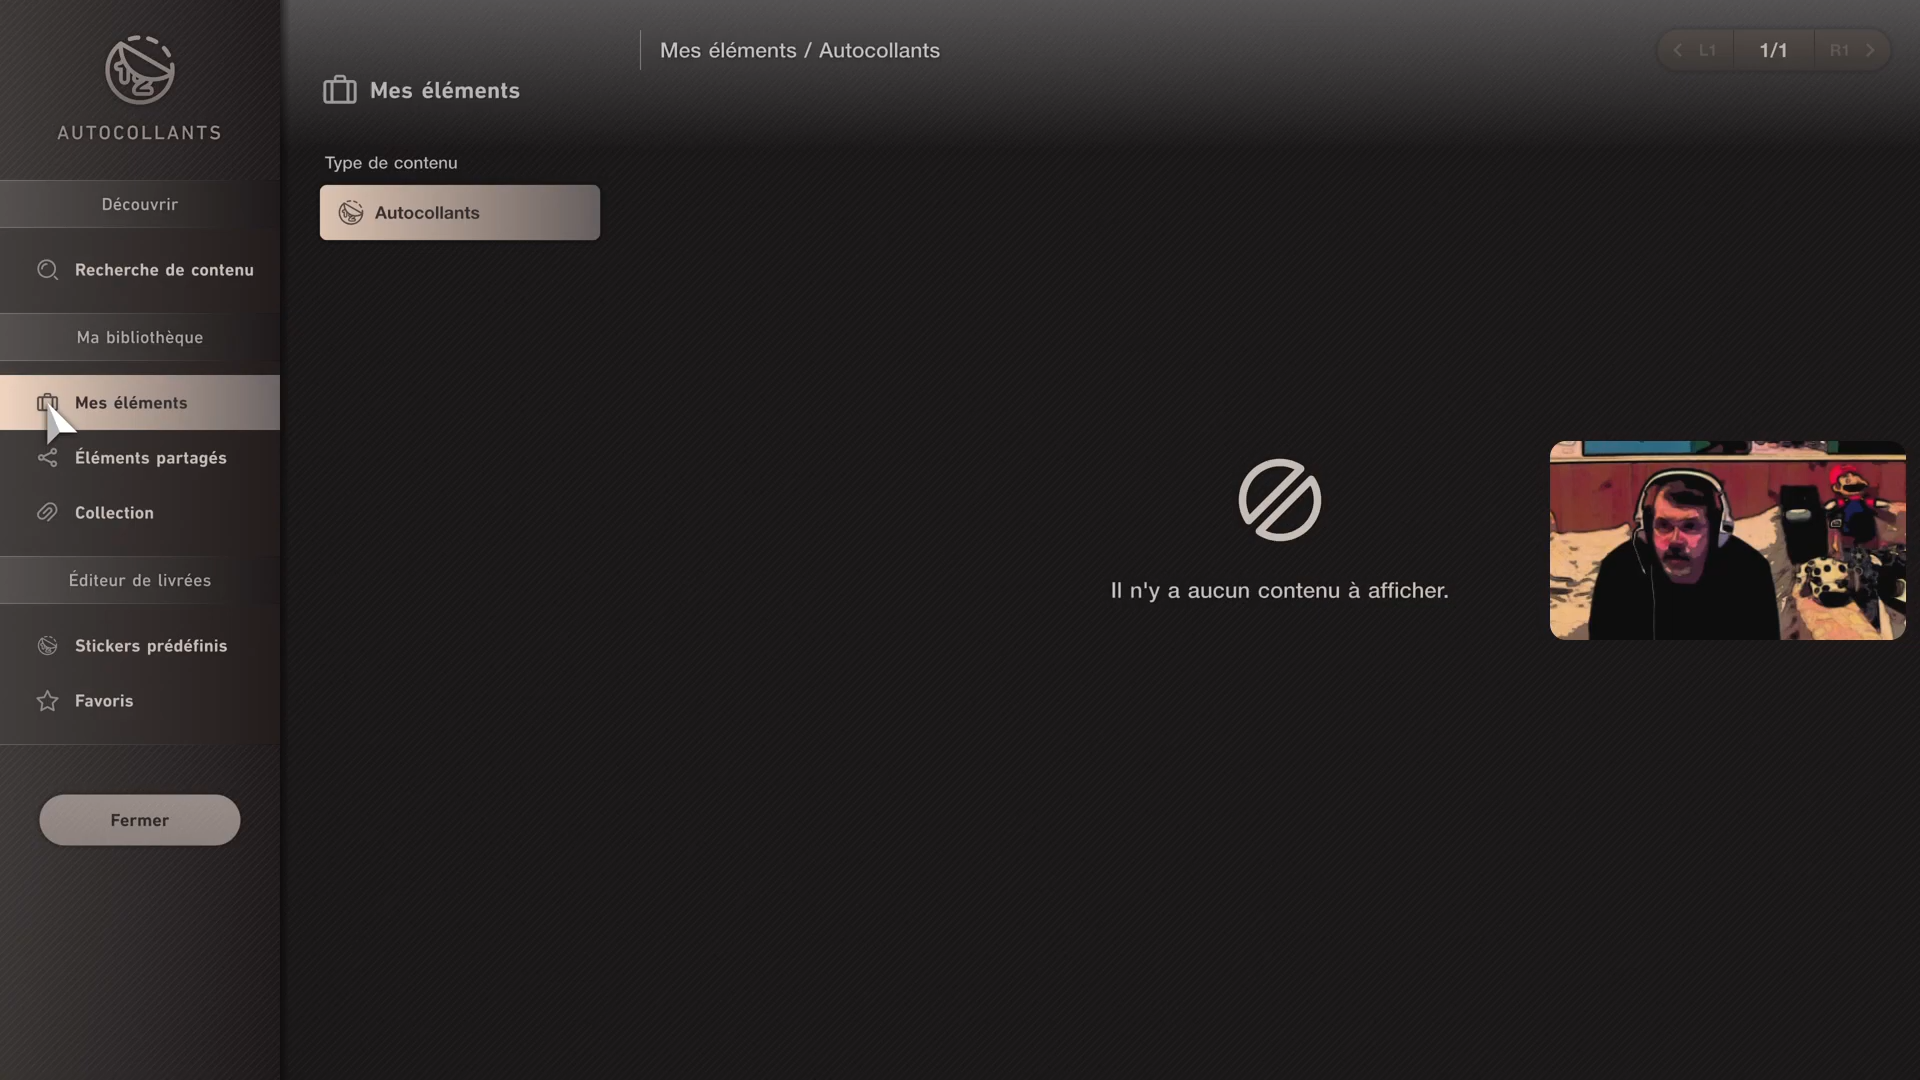 AUTOCOLLANTS
Découvrir
Recherche de contenu
Ma bibliothèque
Mes éléments
Éléments partagés
Collection
Éditeur de livrées
Stickers prédéfinis
Favoris
Fermer
Mes éléments / Autocollants
L1
1/1
R1
Mes éléments
Type de contenu
Autocollants
Il n'y a aucun contenu à afficher.